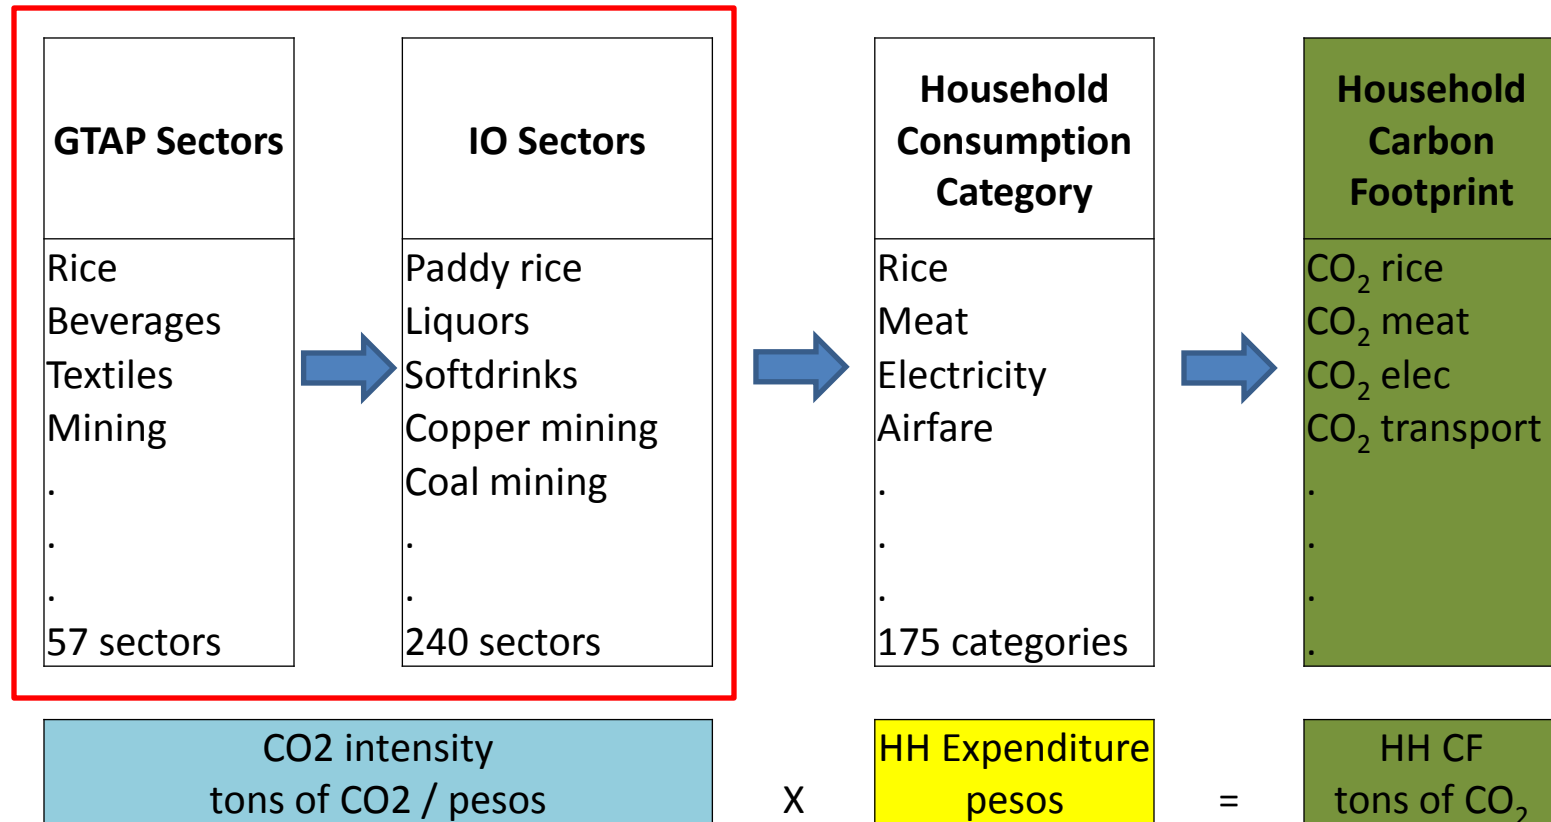 GTAP Sectors
Rice
Beverages
Textiles
Mining
.
.
.
57 sectors
IO Sectors
Paddy rice
Liquors
Softdrinks
Copper mining
Coal mining
.
.
240 sectors
Household
Consumption
Category
Rice
Meat
Electricity
Airfare
.
.
.
175 categories
Household
Carbon
Footprint
CO₂ rice
CO₂ meat
CO₂ elec
CO₂ transport
.
.
.
.
CO2 intensity
tons of CO2 / pesos
X
HH Expenditure
pesos
=
HH CF
tons of CO₂